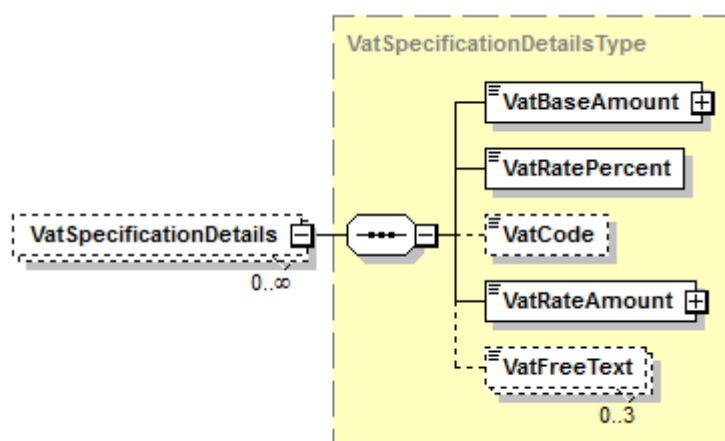 VatSpecificationDetailsType
VatBaseAmount
VatRatePercent
VatSpecificationDetails
0..∞
VatCode
VatRateAmount
VatFreeText
0..3